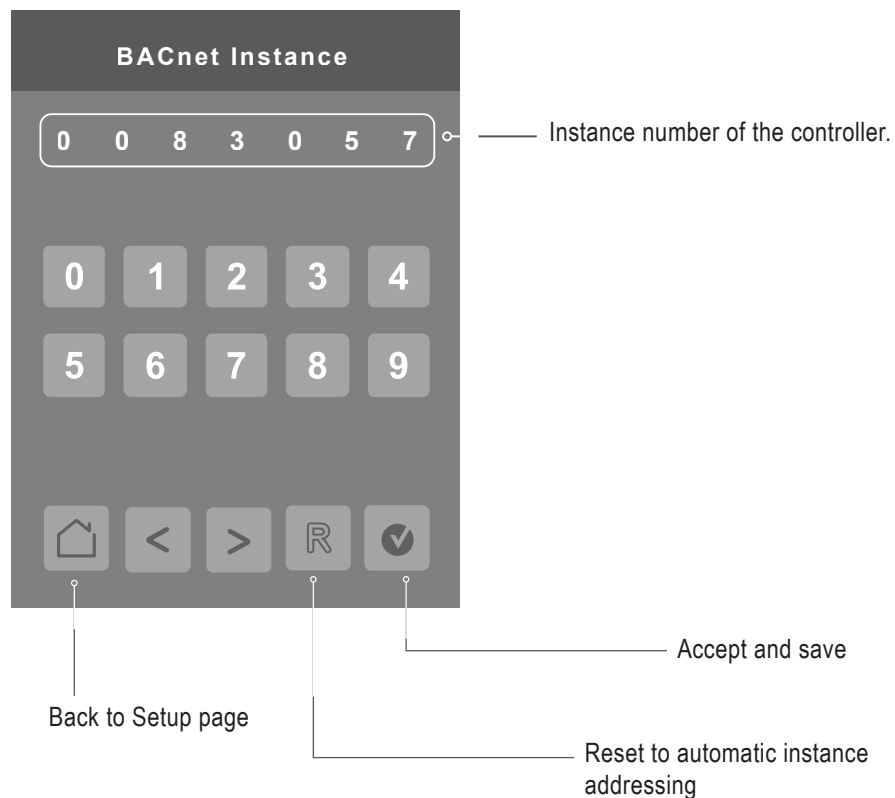 BACnet Instance
0 0 8 3 0 5 7
Instance number of the controller.
0 1 2 3 4
5 6 7 8 9
< > R
Accept and save
Back to Setup page
Reset to automatic instance
addressing